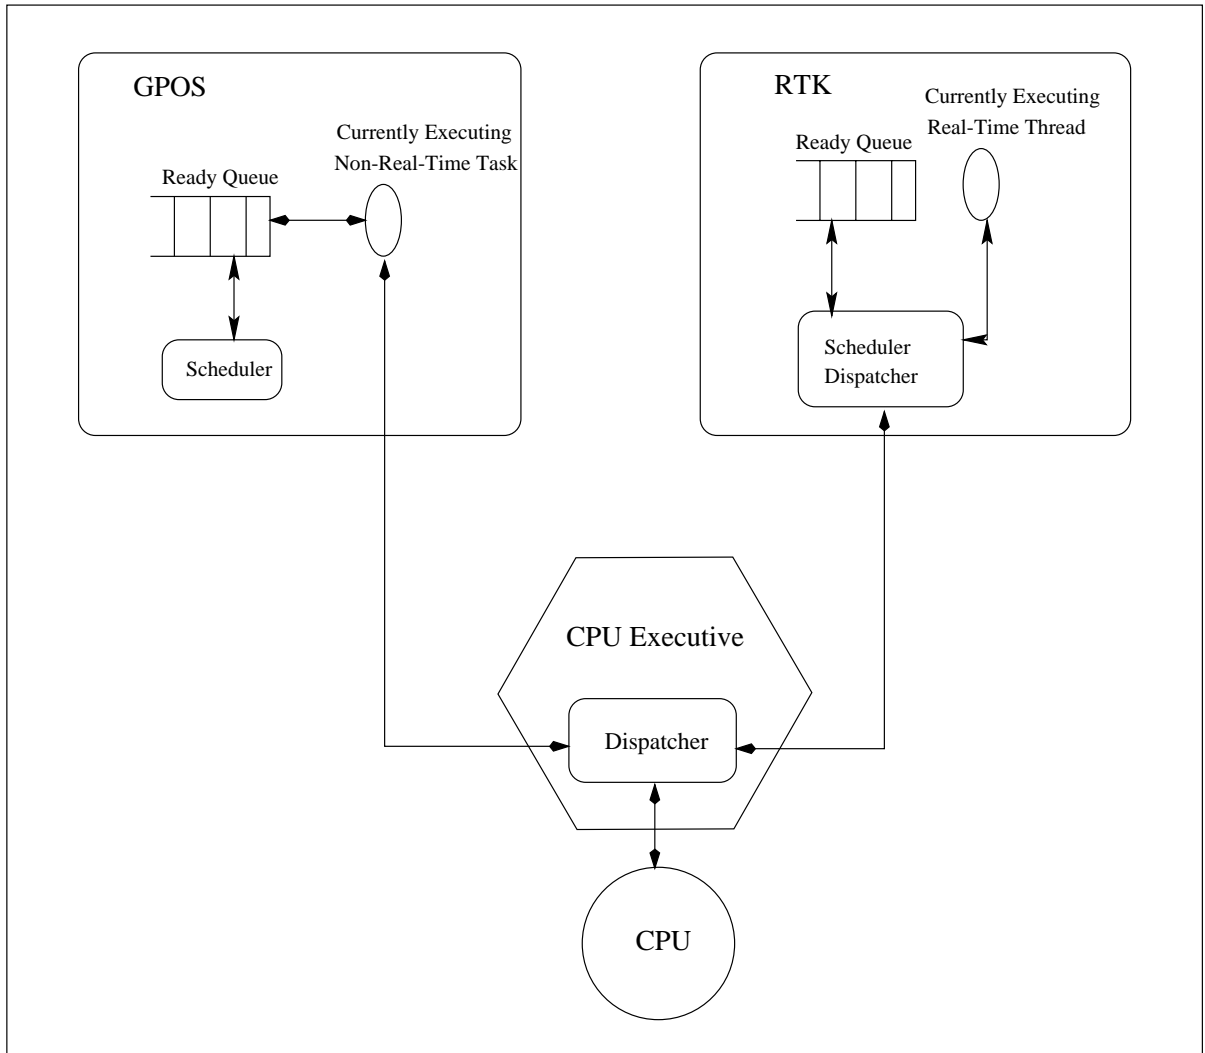 GPOS
Currently Executing
Non-Real-Time Task
Ready Queue
Scheduler
RTK
Currently Executing
Real-Time Thread
Ready Queue
Scheduler
Dispatcher
CPU Executive
Dispatcher
CPU